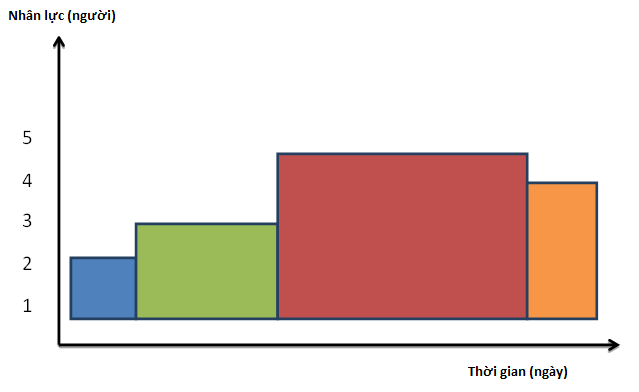 Nhân lực (người)
5
4
3
2
1
Thời gian (ngày)